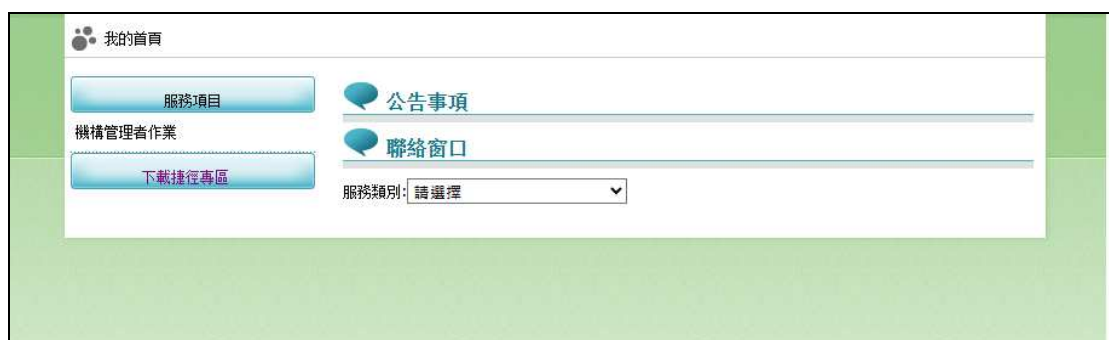 我的首頁
服務項目
機構管理者作業
下載捷徑專區
公告事項
聯絡窗口
服務類別:請選擇